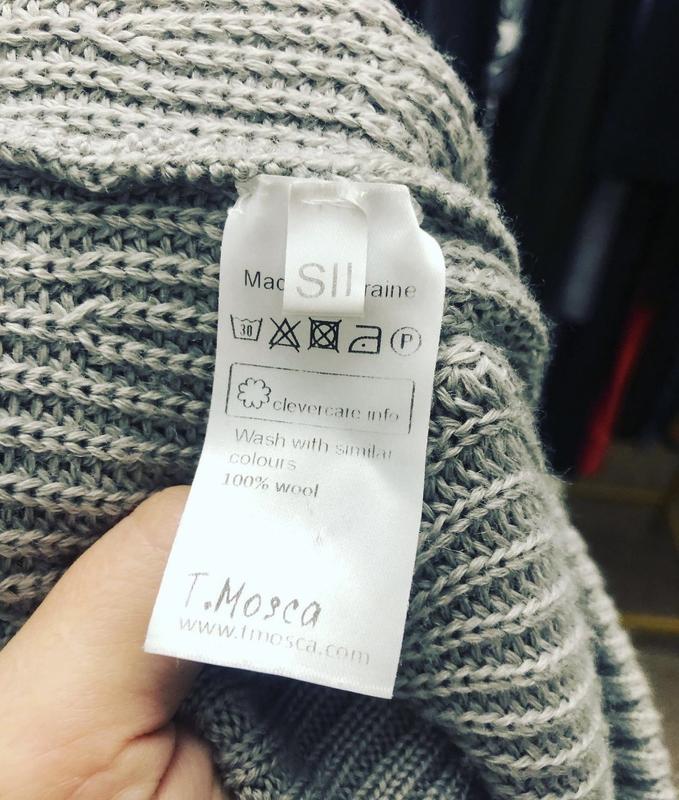 SII
Mad raine
30 P
clevercare info
Wash with similar
colours
100% wool
T.Mosca
www.tmosca.com